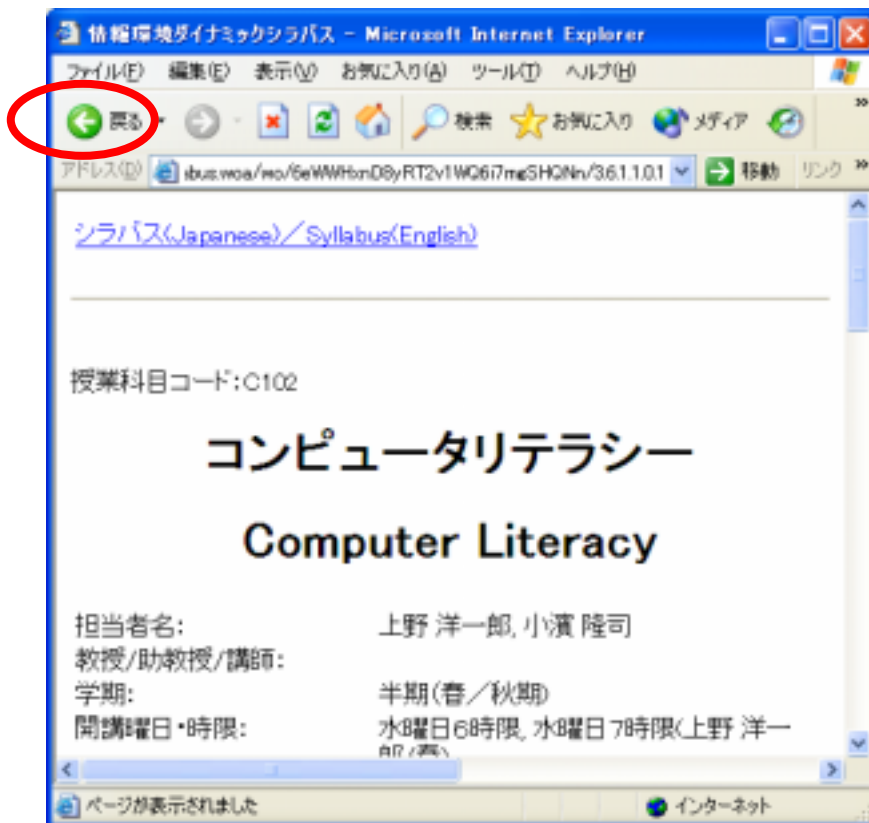 情報環境ダイナミックシラバス - Microsoft Internet Explorer
ファイル(F) 編集(E) 表示(V) お気に入り(A) ツール(T) ヘルプ(H)
戻る 検索 お気に入り メディア »
アドレス(D) 移動 リンク »
シラバス(Japanese)／Syllabus(English)
授業科目コード:C102
コンピュータリテラシー
Computer Literacy
担当者名: 上野 洋一郎, 小濱 隆司
教授/助教授/講師:
学期: 半期(春／秋期)
開講曜日・時限: 水曜日6時限, 水曜日7時限(上野 洋一
郎(春)
ページが表示されました インターネット